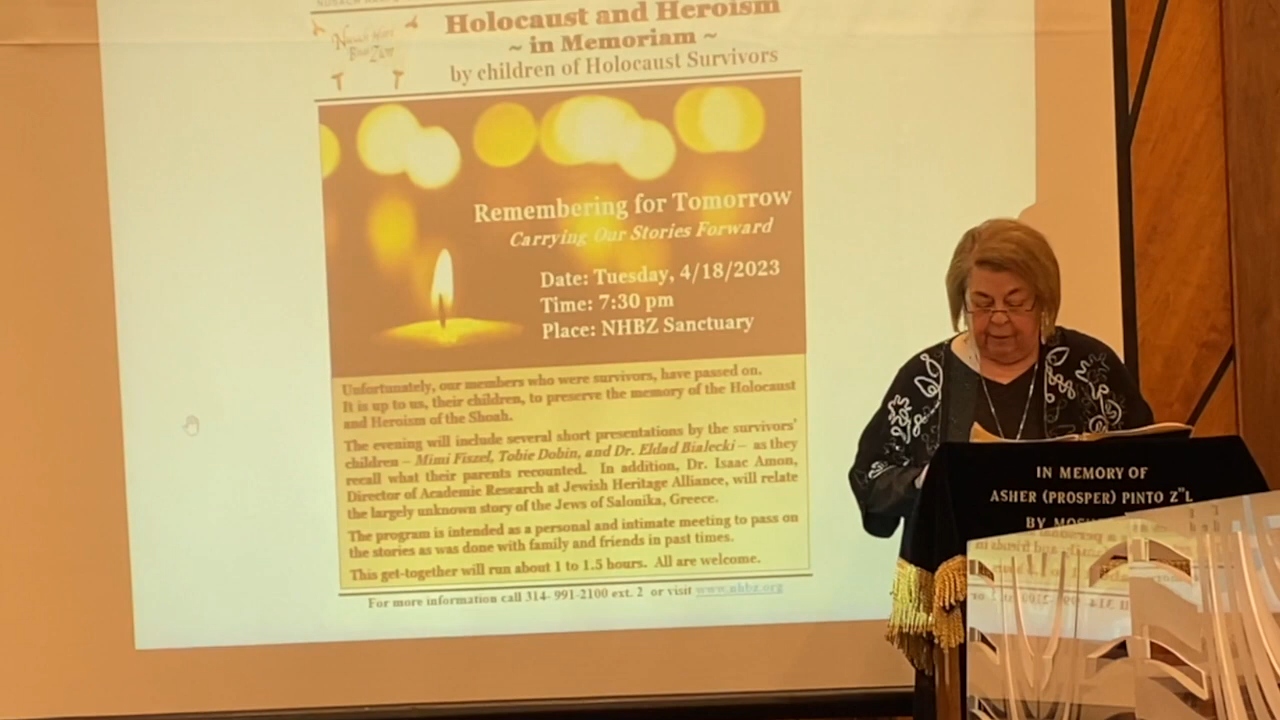 Holocaust and Heroism
~ in Memoriam ~
by children of Holocaust Survivors
Remembering for Tomorrow
Carrying Our Stories Forward
Date: Tuesday, 4/18/2023
Time: 7:30 pm
Place: NHBZ Sanctuary
Unfortunately, our members who were survivors, have passed on.
It is up to us, their children, to preserve the memory of the Holocaust
and Heroism of the Shoah.
The evening will include several short presentations by the survivors'
children – Mimi Fiszel, Tobie Dobin, and Dr. Eldad Bialecki – as they
recall what their parents recounted. In addition, Dr. Isaac Amon,
Director of Academic Research at Jewish Heritage Alliance, will relate
the largely unknown story of the Jews of Salonika, Greece.
The program is intended as a personal and intimate meeting to pass on
the stories as was done with family and friends in past times.
This get-together will run about 1 to 1.5 hours. All are welcome.
For more information call 314- 991-2100 ext. 2 or visit www.nhbz.org
IN MEMORY OF
ASHER (PROSPER) PINTO Z"L
BY